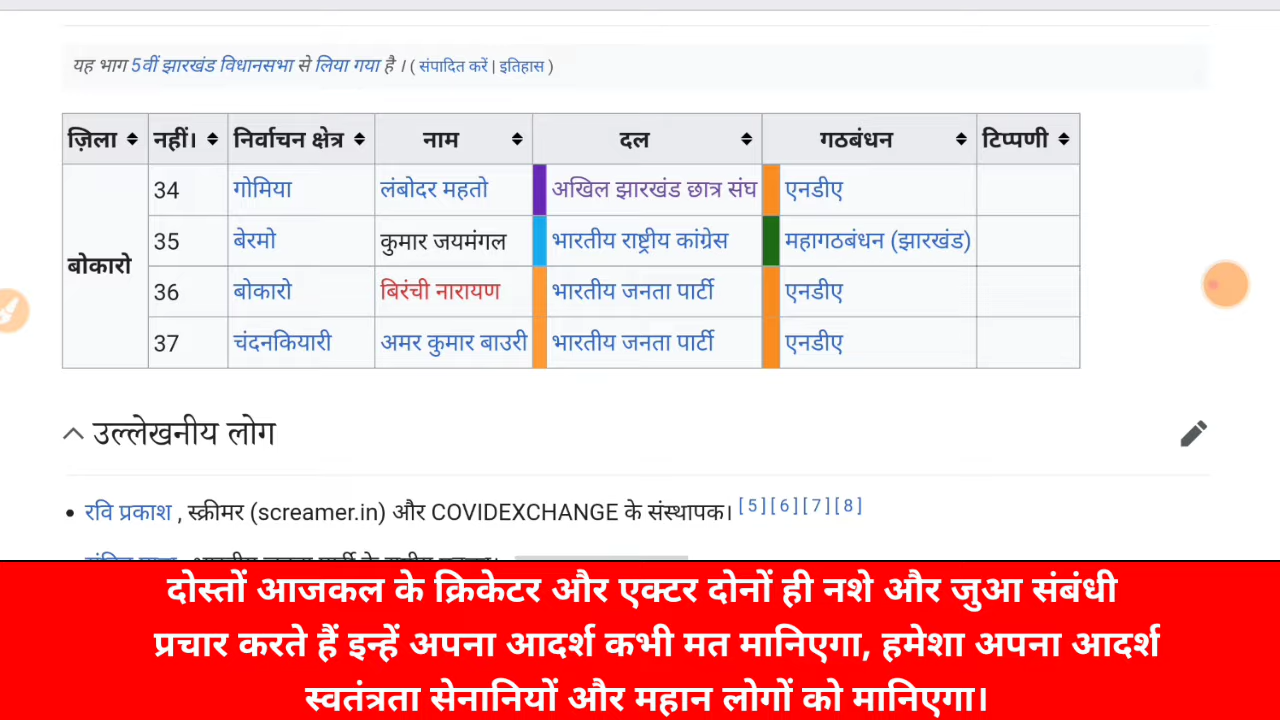 यह भाग 5वीं झारखंड विधानसभा से लिया गया है । ( संपादित करें | इतिहास )
ज़िला नहीं। निर्वाचन क्षेत्र नाम दल गठबंधन टिप्पणी
बोकारो
34 गोमिया लंबोदर महतो अखिल झारखंड छात्र संघ एनडीए
35 बेरमो कुमार जयमंगल भारतीय राष्ट्रीय कांग्रेस महागठबंधन (झारखंड)
36 बोकारो बिरंची नारायण भारतीय जनता पार्टी एनडीए
37 चंदनकियारी अमर कुमार बाउरी भारतीय जनता पार्टी एनडीए
उल्लेखनीय लोग
• रवि प्रकाश , स्क्रीमर (screamer.in) और COVIDEXCHANGE के संस्थापक। [5][6][7][8]
दोस्तों आजकल के क्रिकेटर और एक्टर दोनों ही नशे और जुआ संबंधी
प्रचार करते हैं इन्हें अपना आदर्श कभी मत मानिएगा, हमेशा अपना आदर्श
स्वतंत्रता सेनानियों और महान लोगों को मानिएगा।